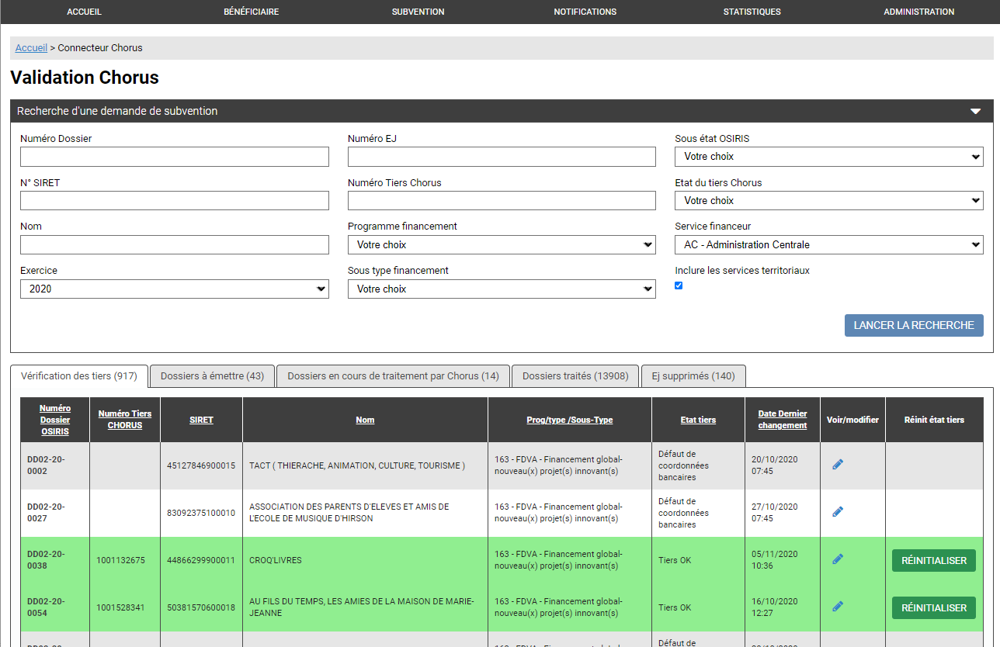 ACCUEIL BÉNÉFICIAIRE SUBVENTION NOTIFICATIONS STATISTIQUES ADMINISTRATION
Accueil > Connecteur Chorus
Validation Chorus
Recherche d'une demande de subvention
Numéro Dossier Numéro EJ Sous état OSIRIS
Votre choix
N° SIRET Numéro Tiers Chorus Etat du tiers Chorus
Votre choix
Nom Programme financement Service financeur
Votre choix AC - Administration Centrale
Exercice Sous type financement Inclure les services territoriaux
2020 Votre choix
LANCER LA RECHERCHE
Vérification des tiers (917) Dossiers à émettre (43) Dossiers en cours de traitement par Chorus (14) Dossiers traités (13908) Ej supprimés (140)
Numéro Dossier OSIRIS Numéro Tiers CHORUS SIRET Nom Prog/type /Sous-Type Etat tiers Date Dernier changement Voir/modifier Réinit état tiers
DD02-20-0002 45127846900015 TACT ( THIERACHE, ANIMATION, CULTURE, TOURISME ) 163 - FDVA - Financement global-nouveau(x) projet(s) innovant(s) Défaut de coordonnées bancaires 20/10/2020 07:45
DD02-20-0027 83092375100010 ASSOCIATION DES PARENTS D'ELEVES ET AMIS DE L'ECOLE DE MUSIQUE D'HIRSON 163 - FDVA - Financement global-nouveau(x) projet(s) innovant(s) Défaut de coordonnées bancaires 27/10/2020 07:45
DD02-20-0038 1001132675 44866299900011 CROQ'LIVRES 163 - FDVA - Financement global-nouveau(x) projet(s) innovant(s) Tiers OK 05/11/2020 10:36 RÉINITIALISER
DD02-20-0054 1001528341 50381570600018 AU FILS DU TEMPS, LES AMIES DE LA MAISON DE MARIE-JEANNE 163 - FDVA - Financement global-nouveau(x) projet(s) innovant(s) Tiers OK 16/10/2020 12:27 RÉINITIALISER
Défaut de